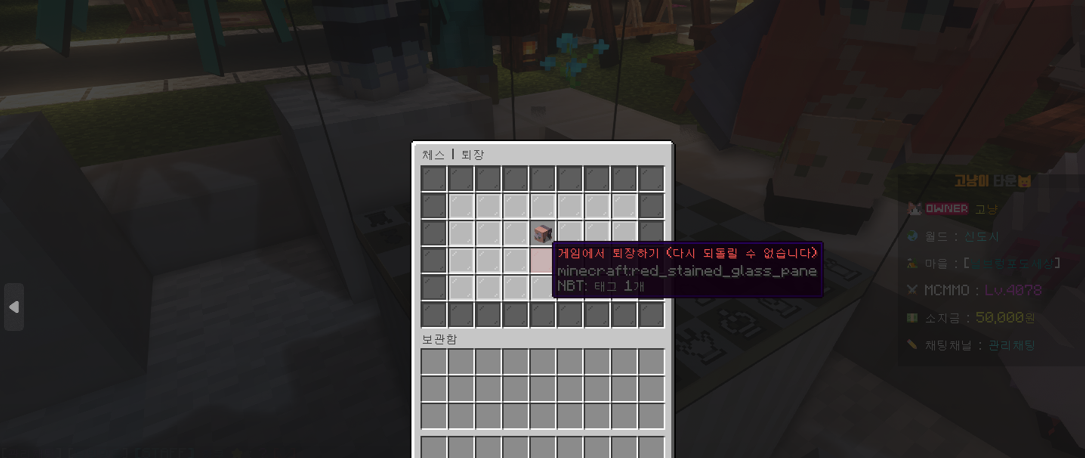 체스 | 퇴장
게임에서 퇴장하기 (다시 되돌릴 수 없습니다)
minecraft:red_stained_glass_pane
NBT: 태그 1개
보관함
고냥이 타운
OWNER 고냥
월드 : 신도시
마을 :
MCMMO : Lv.4078
소지금 : 50,000원
채팅채널 : 관리채팅